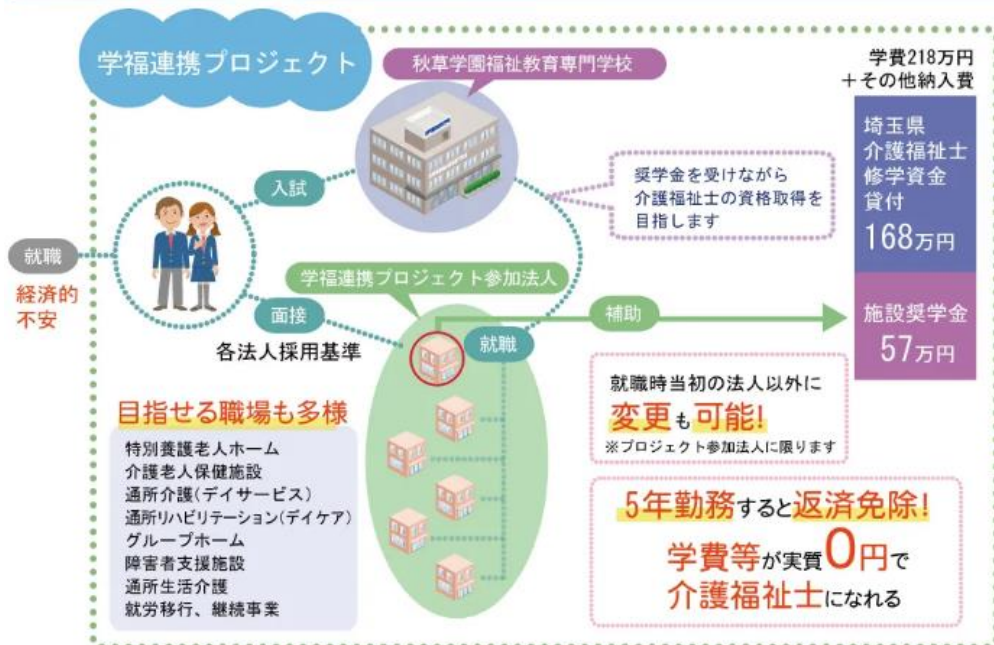 学福連携プロジェクト
秋草学園福祉教育専門学校
学費218万円
+その他納入費
埼玉県
介護福祉士
修学資金
貸付
168万円
施設奨学金
57万円
入試
奨学金を受けながら
介護福祉士の資格取得を
目指します
就職
経済的
不安
学福連携プロジェクト参加法人
面接
各法人採用基準
就職
補助
目指せる職場も多様
特別養護老人ホーム
介護老人保健施設
通所介護(デイサービス)
通所リハビリテーション(デイケア)
グループホーム
障害者支援施設
通所生活介護
就労移行、継続事業
就職時当初の法人以外に
変更も可能!
※プロジェクト参加法人に限ります
5年勤務すると返済免除!
学費等が実質0円で
介護福祉士になれる